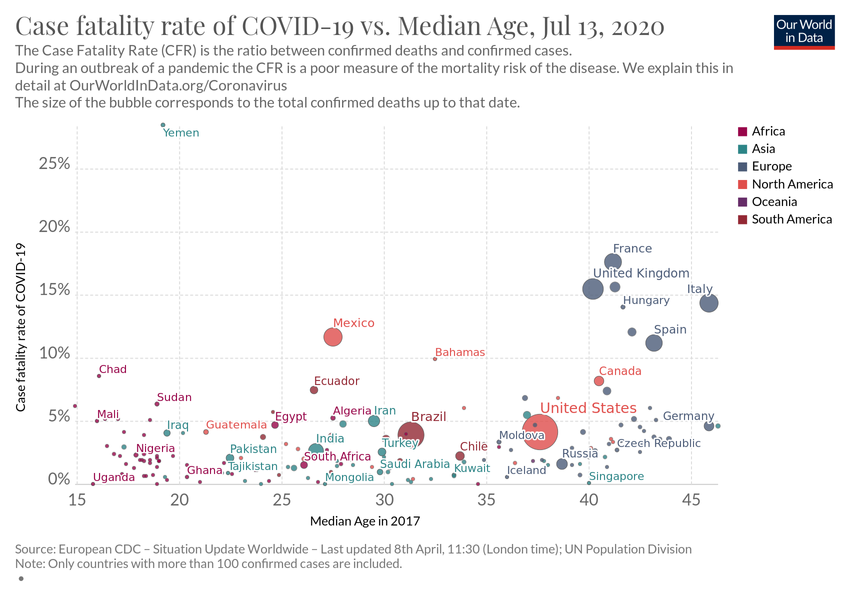 Case fatality rate of COVID-19 vs. Median Age, Jul 13, 2020
Our World
in Data
The Case Fatality Rate (CFR) is the ratio between confirmed deaths and confirmed cases.
During an outbreak of a pandemic the CFR is a poor measure of the mortality risk of the disease. We explain this in
detail at OurWorldInData.org/Coronavirus
The size of the bubble corresponds to the total confirmed deaths up to that date.
Africa
Asia
Europe
North America
Oceania
South America
Case fatality rate of COVID-19
25%
20%
15%
10%
5%
0%
Yemen
France
United Kingdom
Italy
Hungary
Mexico
Spain
Bahamas
Chad
Canada
Ecuador
Sudan
United States
Mali
Egypt
Algeria
Iran
Brazil
Germany
Iraq
Guatemala
India
Turkey
Moldova
Czech Republic
Nigeria
Pakistan
South Africa
Chile
Russia
Uganda
Ghana
Tajikistan
Mongolia
Saudi Arabia
Kuwait
Iceland
Singapore
15
20
25
30
35
40
45
Median Age in 2017
Source: European CDC – Situation Update Worldwide – Last updated 8th April, 11:30 (London time); UN Population Division
Note: Only countries with more than 100 confirmed cases are included.